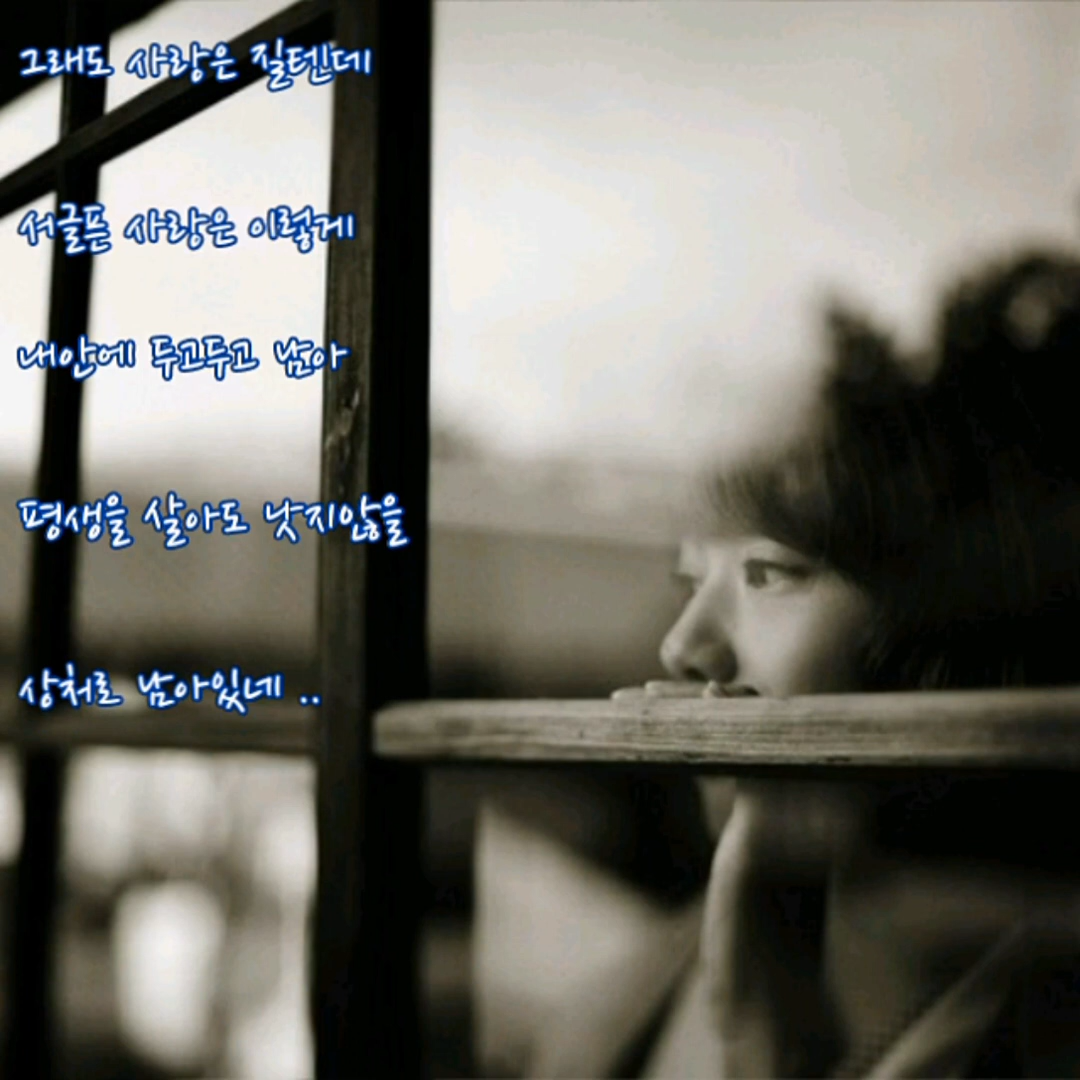 그래도 사랑은 질텐데
서글픈 사랑은 이렇게
내안에 두고두고 남아
평생을 살아도 낫지않을
상처로 남아있네 ..